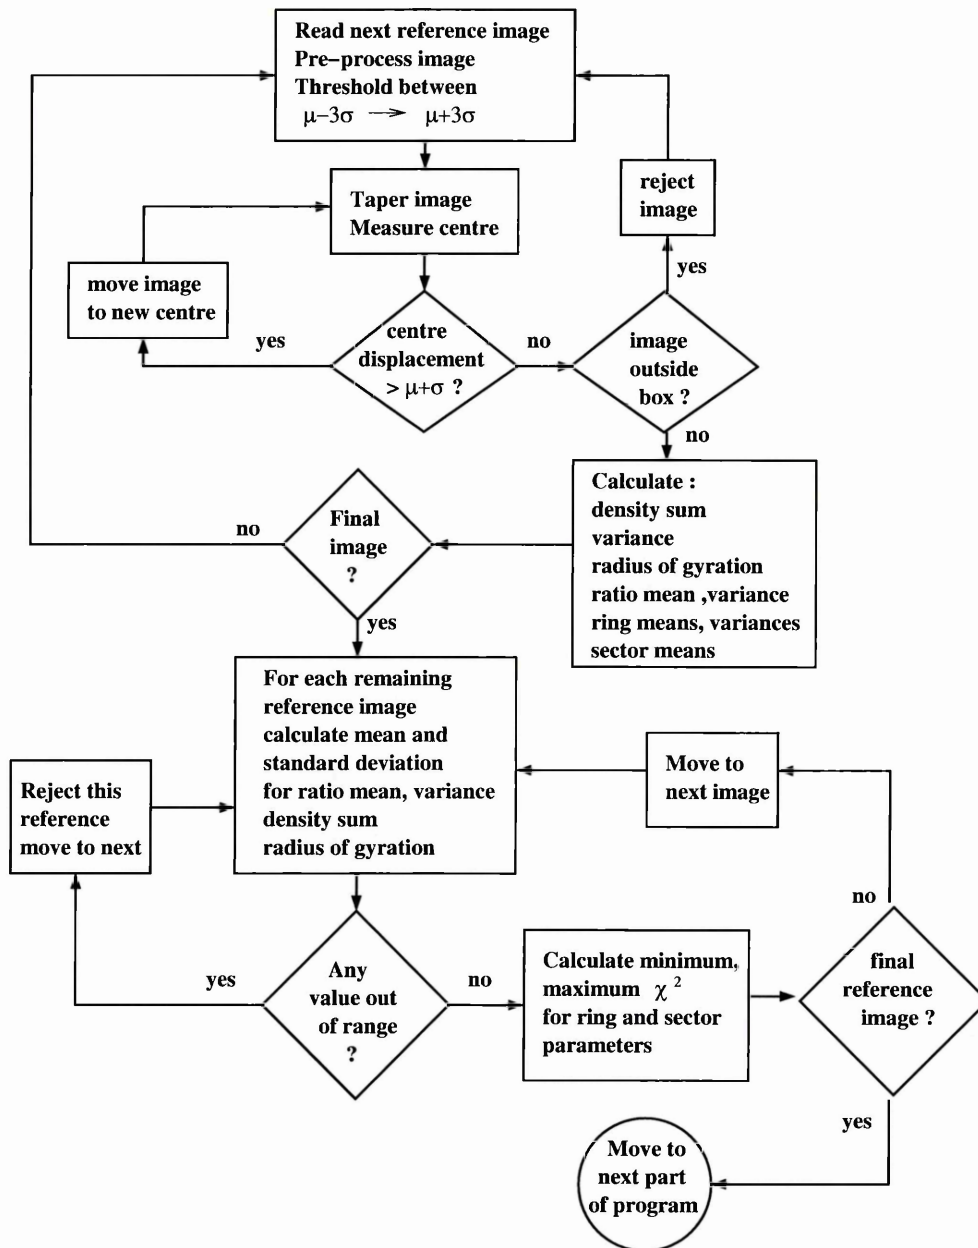 Read next reference image
Pre-process image
Threshold between
μ-3σ → μ+3σ
Taper image
Measure centre
reject
image
yes
move image
to new centre
yes
centre
displacement
> μ+σ ?
no
image
outside
box ?
no
Calculate :
density sum
variance
radius of gyration
ratio mean ,variance
ring means, variances
sector means
no
Final
image
?
yes
For each remaining
reference image
calculate mean and
standard deviation
for ratio mean, variance
density sum
radius of gyration
Reject this
reference
move to next
Move to
next image
no
yes
Any
value out
of range
?
no
Calculate minimum,
maximum χ²
for ring and sector
parameters
final
reference
image ?
yes
Move to
next part
of program